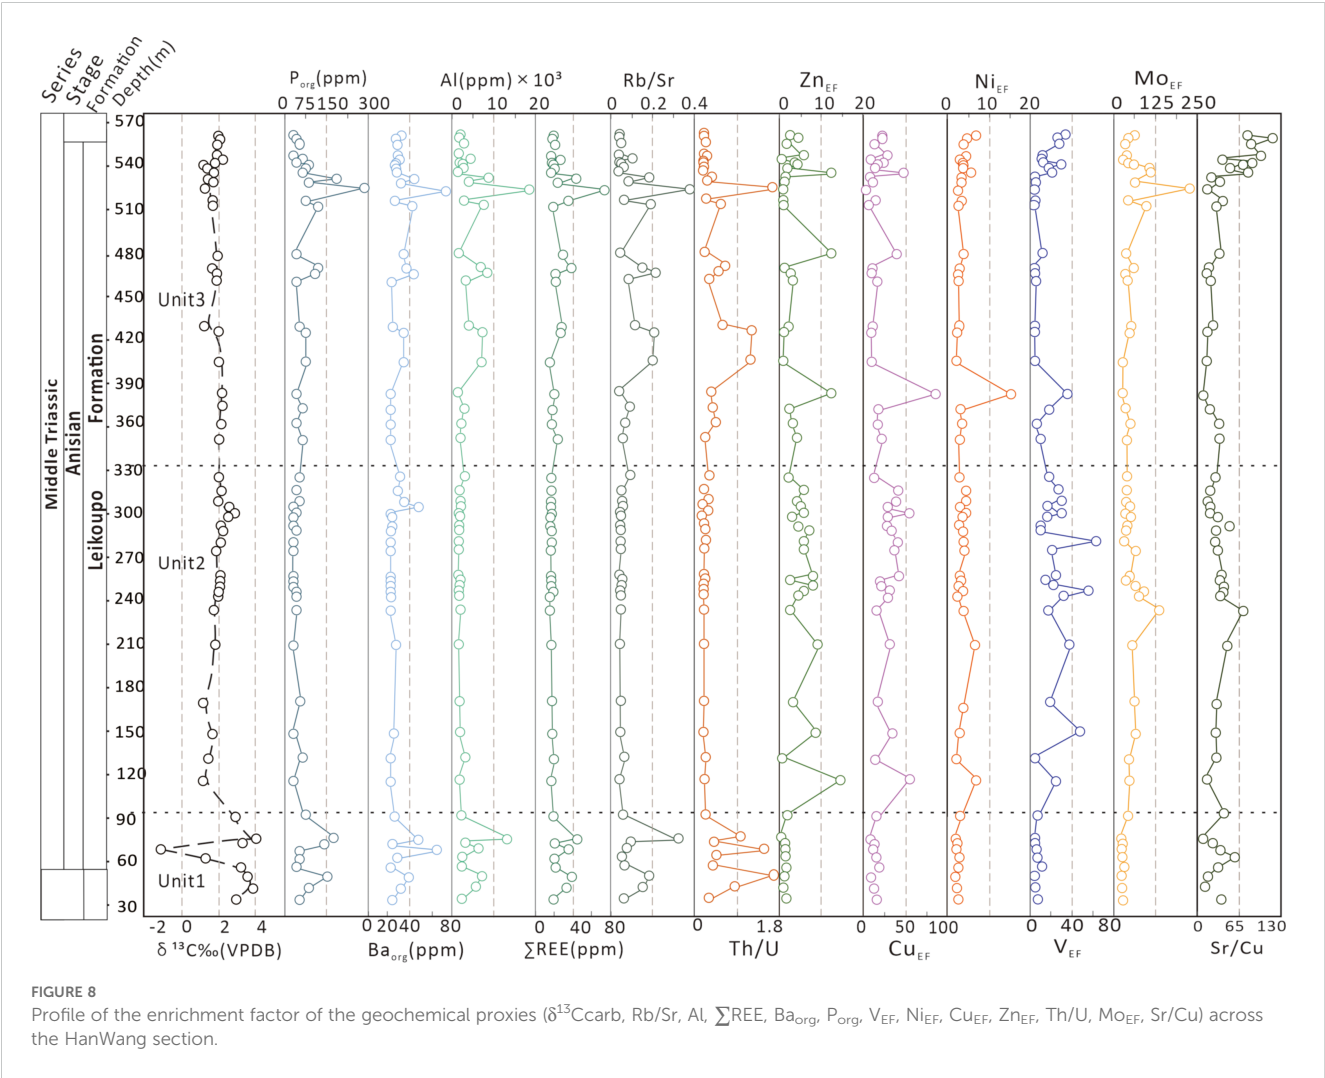 Series
Stage
Formation
Depth(m)
Porg(ppm)
Al(ppm) × 10³
Rb/Sr
ZnEF
NiEF
MoEF
0 75 150 300
0 10 20
0 0.2 0.4
0 10 20
0 10 20
0 125 250
570
540
510
480
450
420
390
360
330
300
270
240
210
180
150
120
90
60
30
Middle Triassic
Anisian
Leikoupo Formation
Unit3
Unit2
Unit1
-2 0 2 4
0 20 40 80
0 40 80
0 1.8
0 50 100
0 40 80
0 65 130
δ ¹³C‰(VPDB)
Baorg(ppm)
∑REE(ppm)
Th/U
CuEF
VEF
Sr/Cu
FIGURE 8
Profile of the enrichment factor of the geochemical proxies (δ¹³Ccarb, Rb/Sr, Al, ∑REE, Baorg, Porg, VEF, NiEF, CuEF, ZnEF, Th/U, MoEF, Sr/Cu) across
the HanWang section.